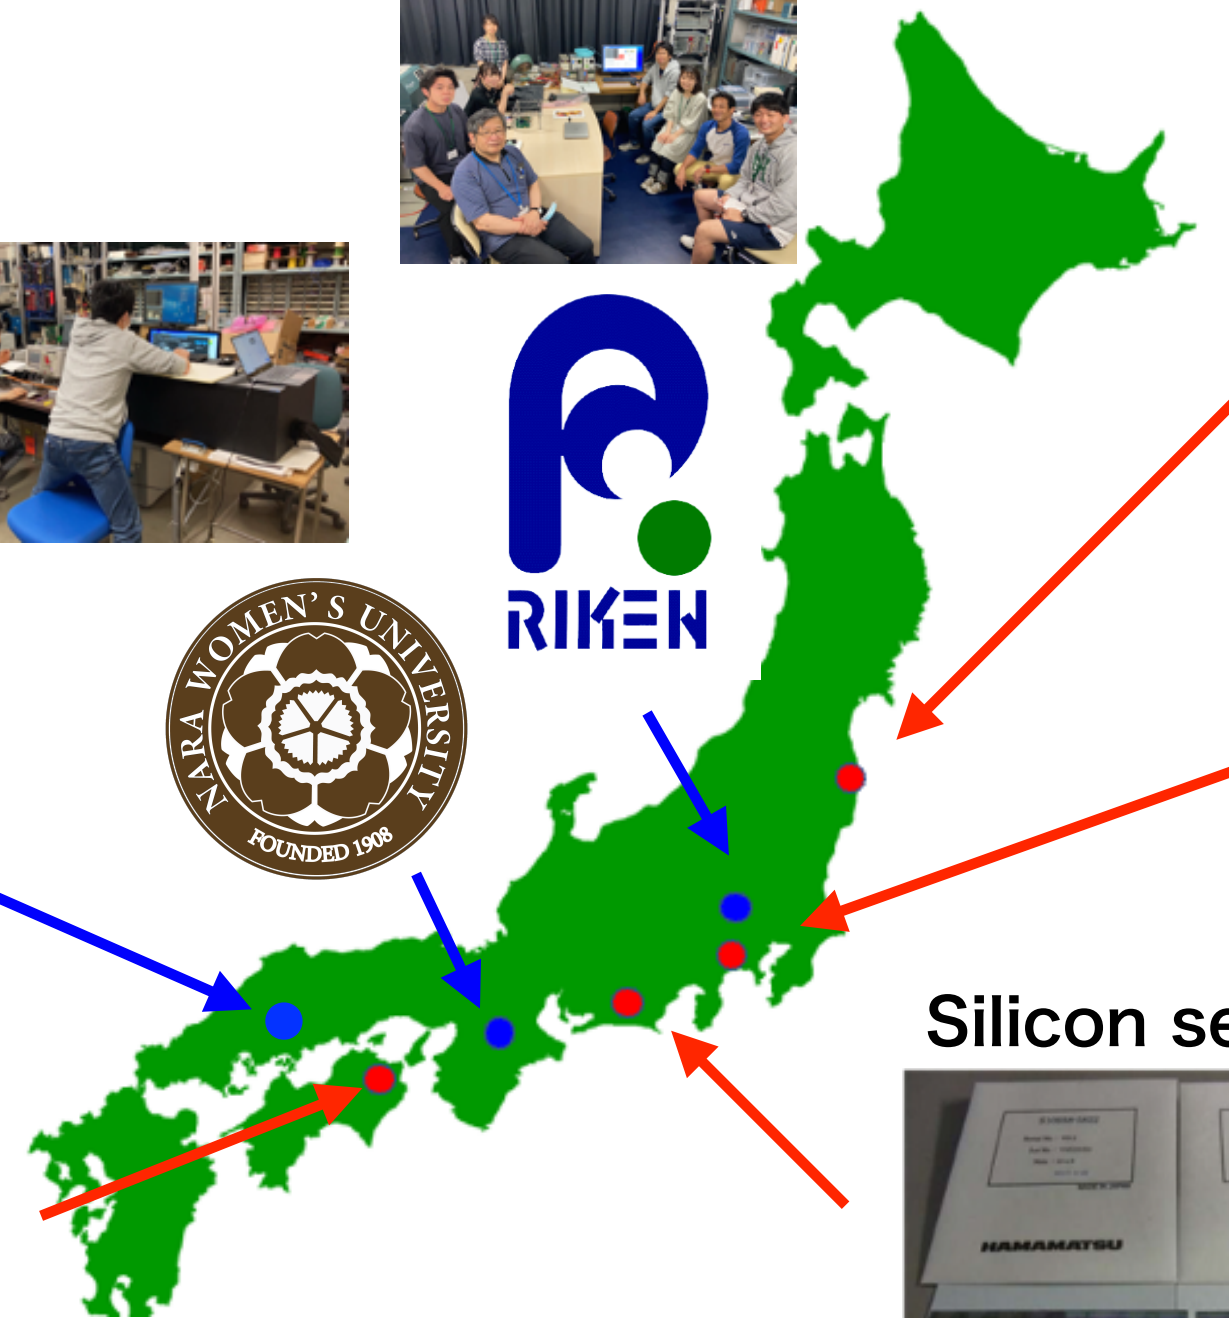 RIKEN
NARA WOMEN'S UNIVERSITY
FOUNDED 1908
Silicon se
HAMAMATSU